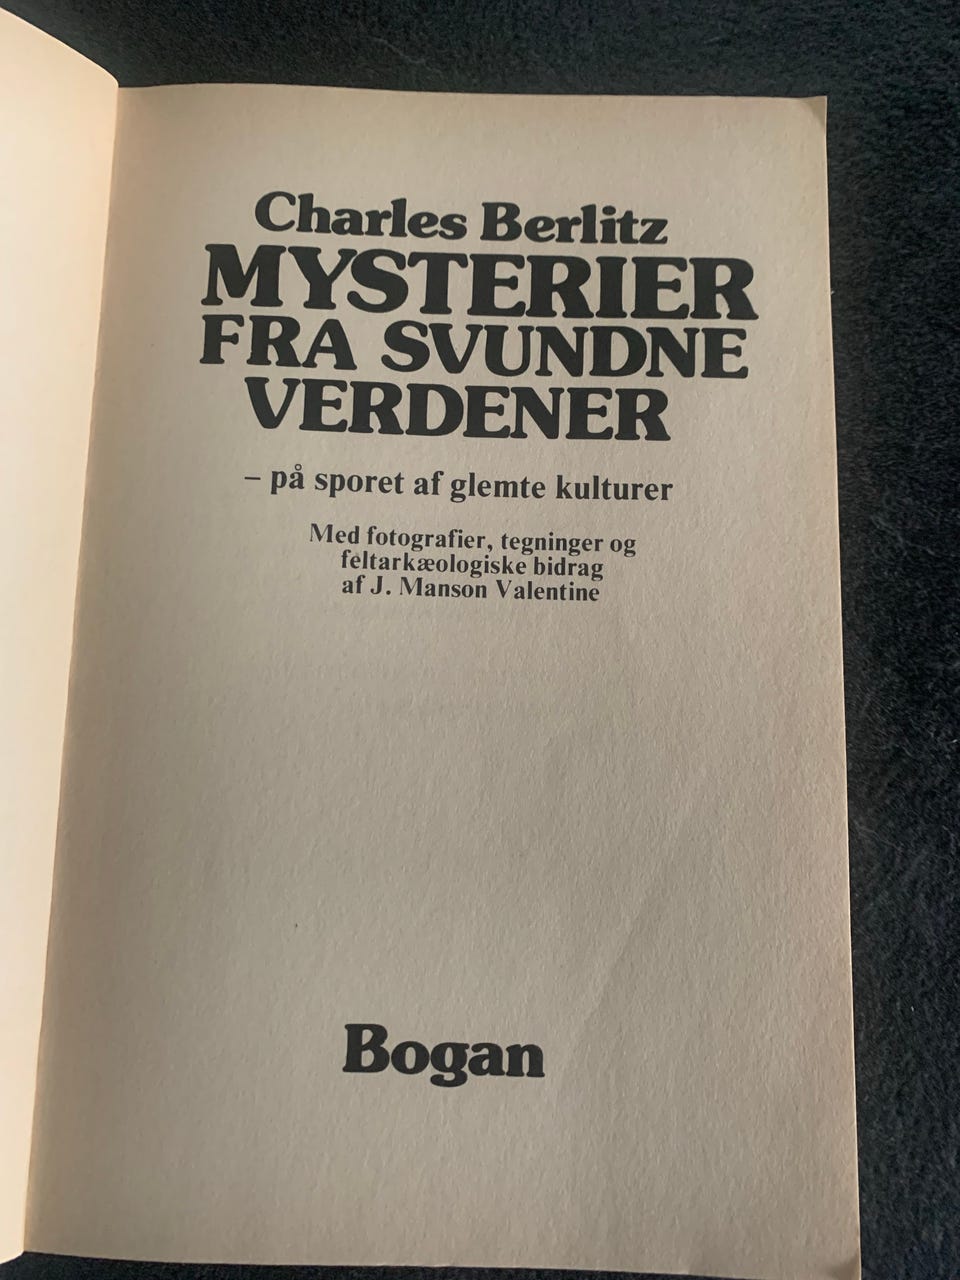 Charles Berlitz
MYSTERIER
FRA SVUNDNE
VERDENER
– på sporet af glemte kulturer
Med fotografier, tegninger og
feltarkæologiske bidrag
af J. Manson Valentine
Bogan